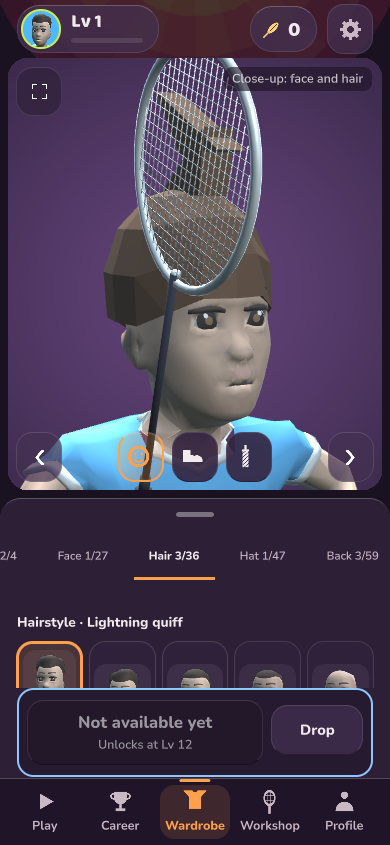 Lv 1
0
Close-up: face and hair
2/4
Face 1/27
Hair 3/36
Hat 1/47
Back 3/59
Hairstyle · Lightning quiff
Not available yet
Unlocks at Lv 12
Drop
Play
Career
Wardrobe
Workshop
Profile